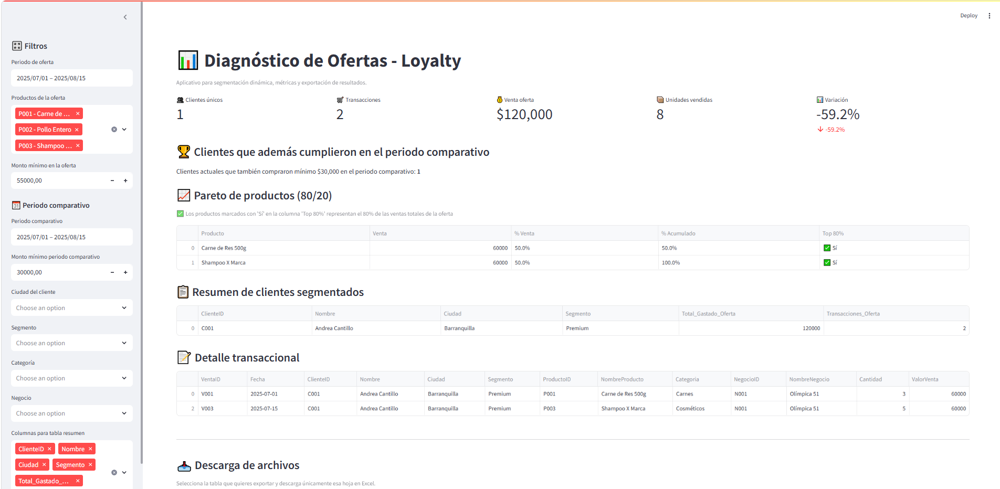 Deploy
Filtros
Periodo de oferta
2025/07/01 – 2025/08/15
Productos de la oferta
P001 - Carne de ...
P002 - Pollo Entero
P003 - Shampoo ...
Monto mínimo en la oferta
55000,00
Periodo comparativo
Periodo comparativo
2025/07/01 – 2025/08/15
Monto mínimo periodo comparativo
30000,00
Ciudad del cliente
Choose an option
Segmento
Choose an option
Categoría
Choose an option
Negocio
Choose an option
Columnas para tabla resumen
ClienteID Nombre
Ciudad Segmento
Total_Gastado_...
Diagnóstico de Ofertas - Loyalty
Aplicativo para segmentación dinámica, métricas y exportación de resultados.
Clientes únicos
1
Transacciones
2
Venta oferta
$120,000
Unidades vendidas
8
Variación
-59.2%
-59.2%
Clientes que además cumplieron en el periodo comparativo
Clientes actuales que también compraron mínimo $30,000 en el periodo comparativo: 1
Pareto de productos (80/20)
Los productos marcados con 'Sí' en la columna 'Top 80%' representan el 80% de las ventas totales de la oferta
Producto Venta % Venta % Acumulado Top 80%
0 Carne de Res 500g 60000 50.0% 50.0% Sí
1 Shampoo X Marca 60000 50.0% 100.0% Sí
Resumen de clientes segmentados
ClienteID Nombre Ciudad Segmento Total_Gastado_Oferta Transacciones_Oferta
0 C001 Andrea Cantillo Barranquilla Premium 120000 2
Detalle transaccional
VentaID Fecha ClienteID Nombre Ciudad Segmento ProductoID NombreProducto Categoria NegocioID NombreNegocio Cantidad ValorVenta
0 V001 2025-07-01 C001 Andrea Cantillo Barranquilla Premium P001 Carne de Res 500g Carnes N001 Olímpica 51 3 60000
2 V003 2025-07-15 C001 Andrea Cantillo Barranquilla Premium P003 Shampoo X Marca Cosméticos N001 Olímpica 51 5 60000
Descarga de archivos
Selecciona la tabla que quieres exportar y descarga únicamente esa hoja en Excel.